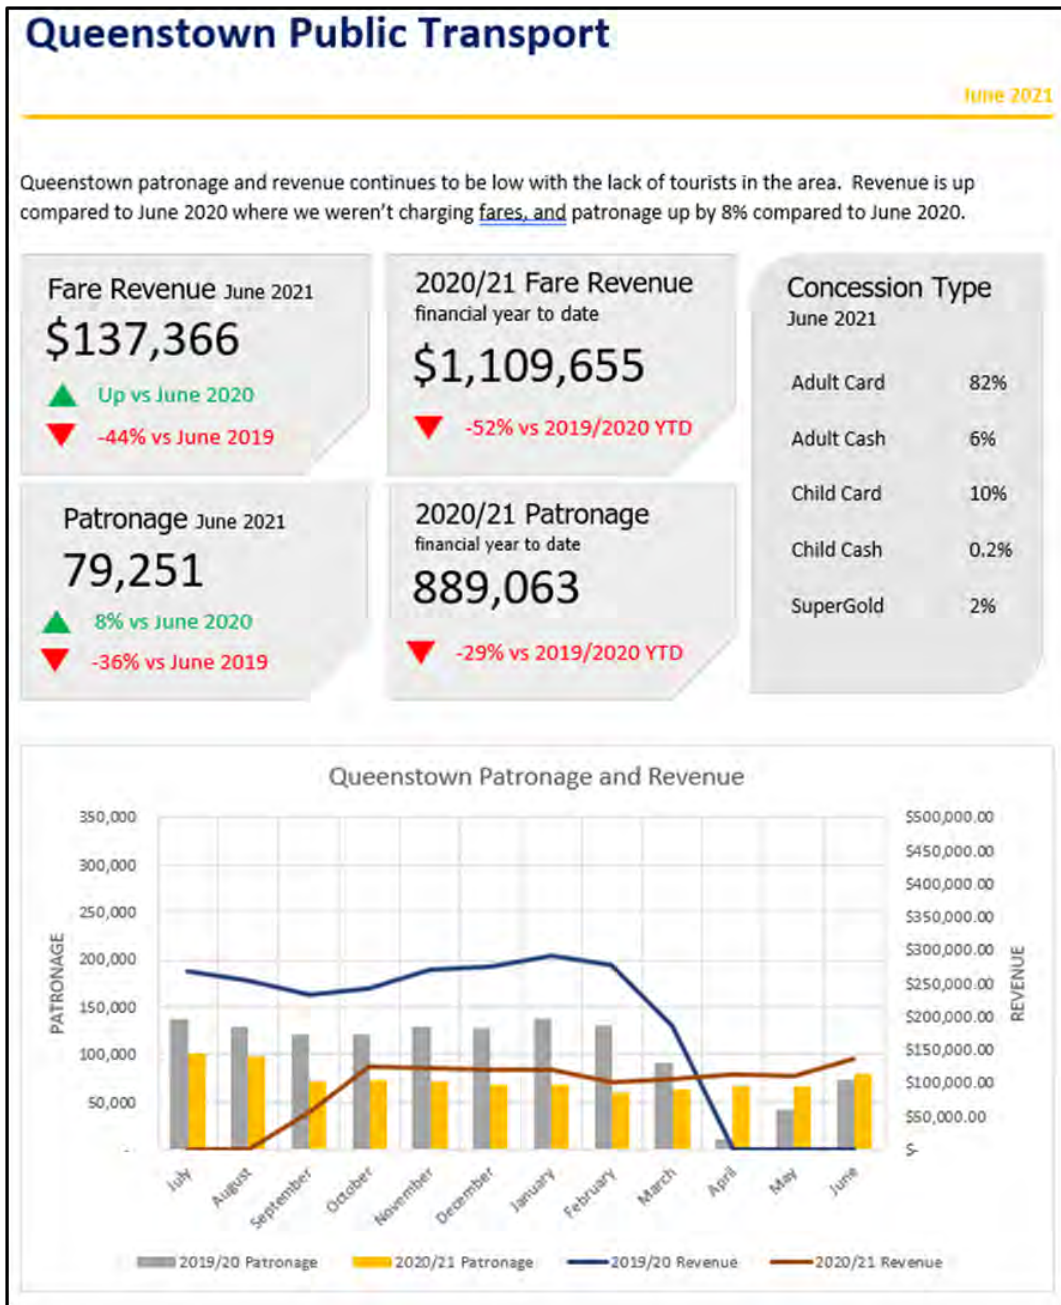 Queenstown Public Transport
June 2021
Queenstown patronage and revenue continues to be low with the lack of tourists in the area. Revenue is up
compared to June 2020 where we weren't charging fares, and patronage up by 8% compared to June 2020.
Fare Revenue June 2021
$137,366
Up vs June 2020
-44% vs June 2019
2020/21 Fare Revenue
financial year to date
$1,109,655
-52% vs 2019/2020 YTD
Patronage June 2021
79,251
8% vs June 2020
-36% vs June 2019
2020/21 Patronage
financial year to date
889,063
-29% vs 2019/2020 YTD
Concession Type
June 2021
Adult Card 82%
Adult Cash 6%
Child Card 10%
Child Cash 0.2%
SuperGold 2%
Queenstown Patronage and Revenue
PATRONAGE
350,000
300,000
250,000
200,000
150,000
100,000
50,000
-
$500,000.00
$450,000.00
$400,000.00
$350,000.00
$300,000.00
$250,000.00
$200,000.00
$150,000.00
$100,000.00
$50,000.00
$-
REVENUE
July
August
September
October
November
December
January
February
March
April
May
June
2019/20 Patronage
2020/21 Patronage
2019/20 Revenue
2020/21 Revenue